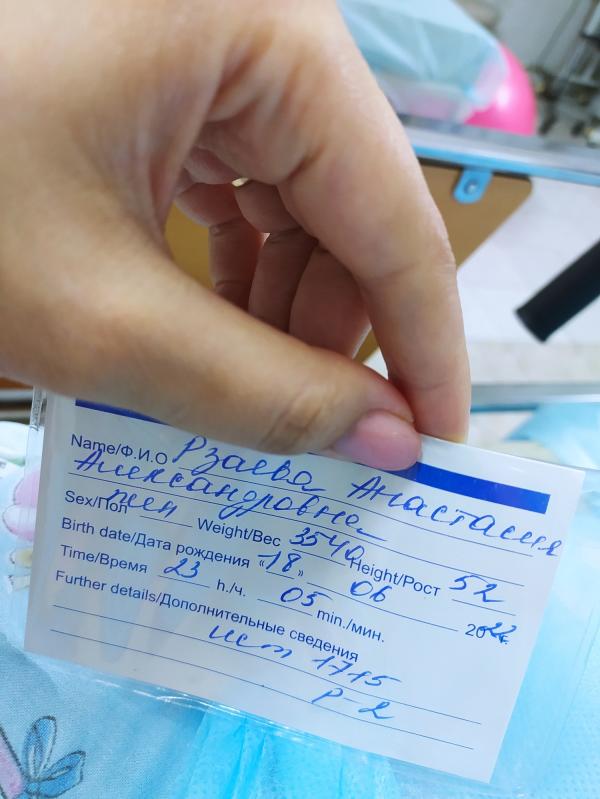 Name/Ф.И.О Рзаева Анастасия
Александровна
Sex/Пол жен Weight/Вес 3540 Height/Рост 52
Birth date/Дата рождения «18» 06 2022г.
Time/Время 23 h./ч. 05 min./мин.
Further details/Дополнительные сведения
ист 1715
р-2